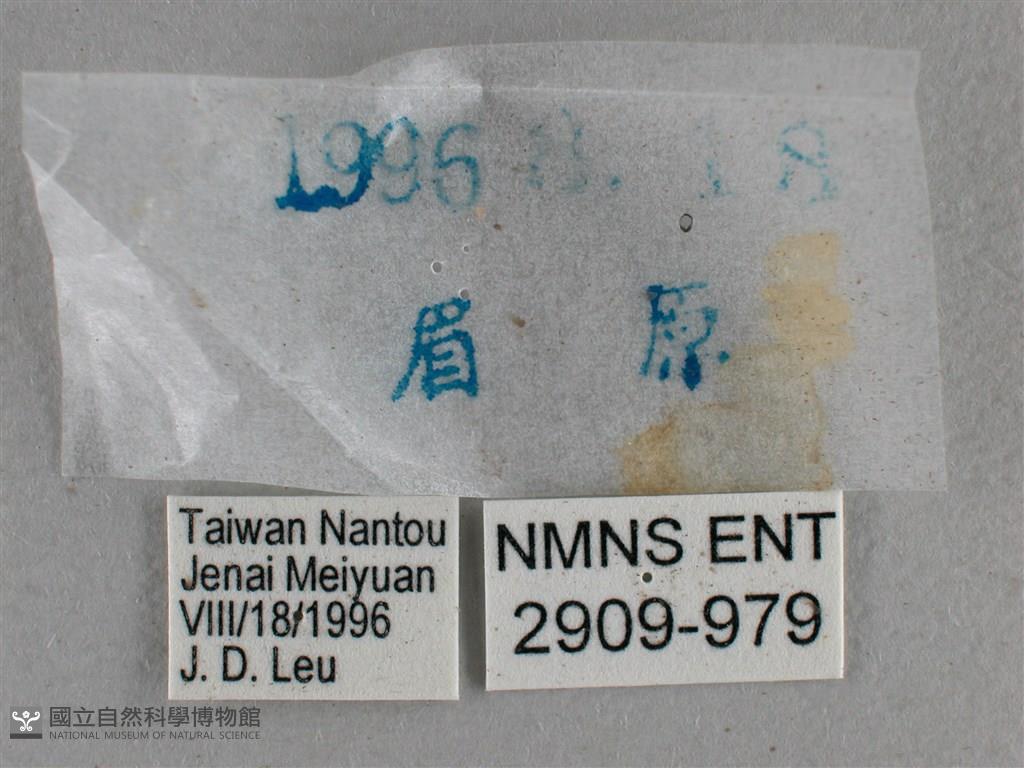 1996 8. 18
眉 原
Taiwan Nantou
Jenai Meiyuan
VIII/18/1996
J. D. Leu
NMNS ENT
2909-979
國立自然科學博物館
NATIONAL MUSEUM OF NATURAL SCIENCE